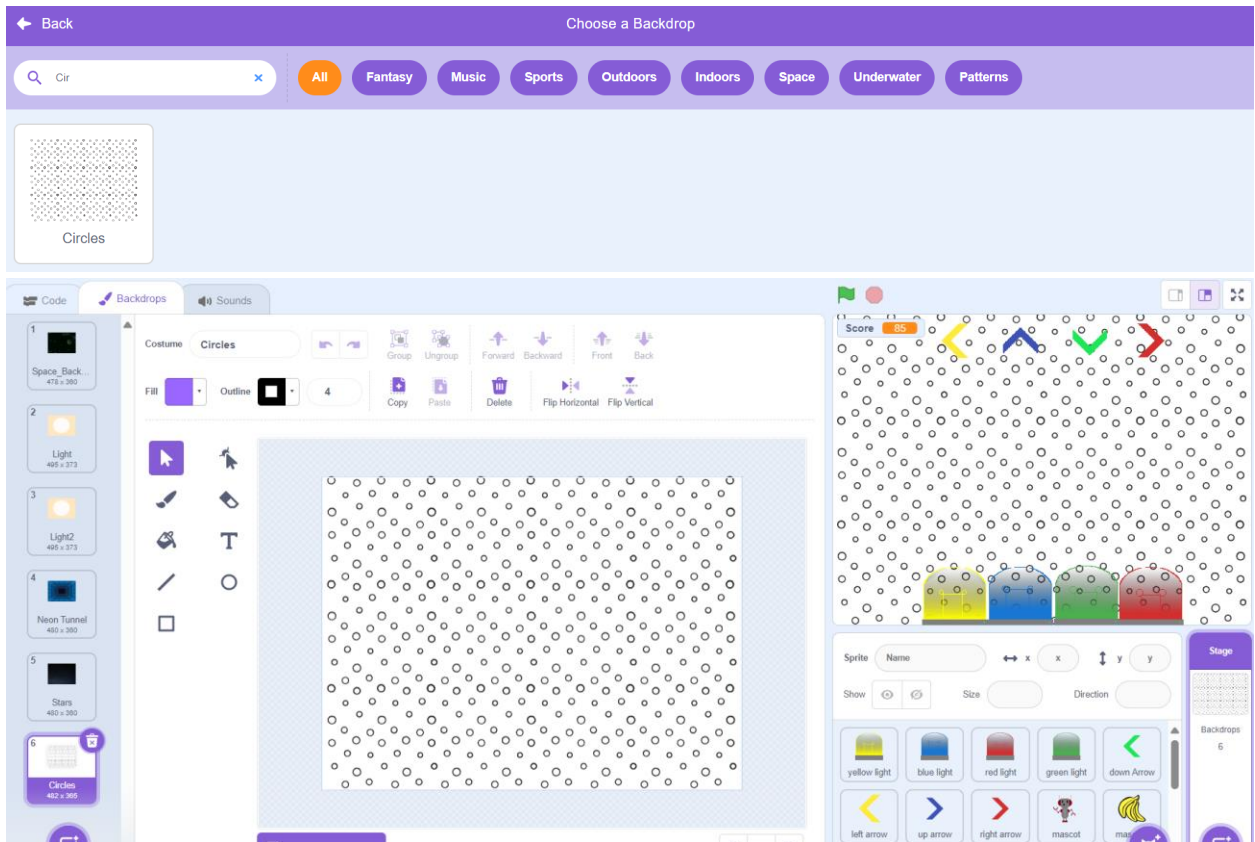 Back
Choose a Backdrop
Cir
All
Fantasy
Music
Sports
Outdoors
Indoors
Space
Underwater
Patterns
Circles
Code
Backdrops
Sounds
1
Space_Back...
476 x 360
2
Light
495 x 373
3
Light2
495 x 373
4
Neon Tunnel
480 x 360
5
Stars
480 x 360
6
Circles
482 x 365
Costume
Circles
Group
Ungroup
Forward
Backward
Front
Back
Fill
Outline
4
Copy
Paste
Delete
Flip Horizontal
Flip Vertical
T
Score 85
Sprite
Name
x
x
y
y
Show
Size
Direction
Stage
Backdrops
6
yellow light
blue light
red light
green light
down Arrow
left arrow
up arrow
right arrow
mascot